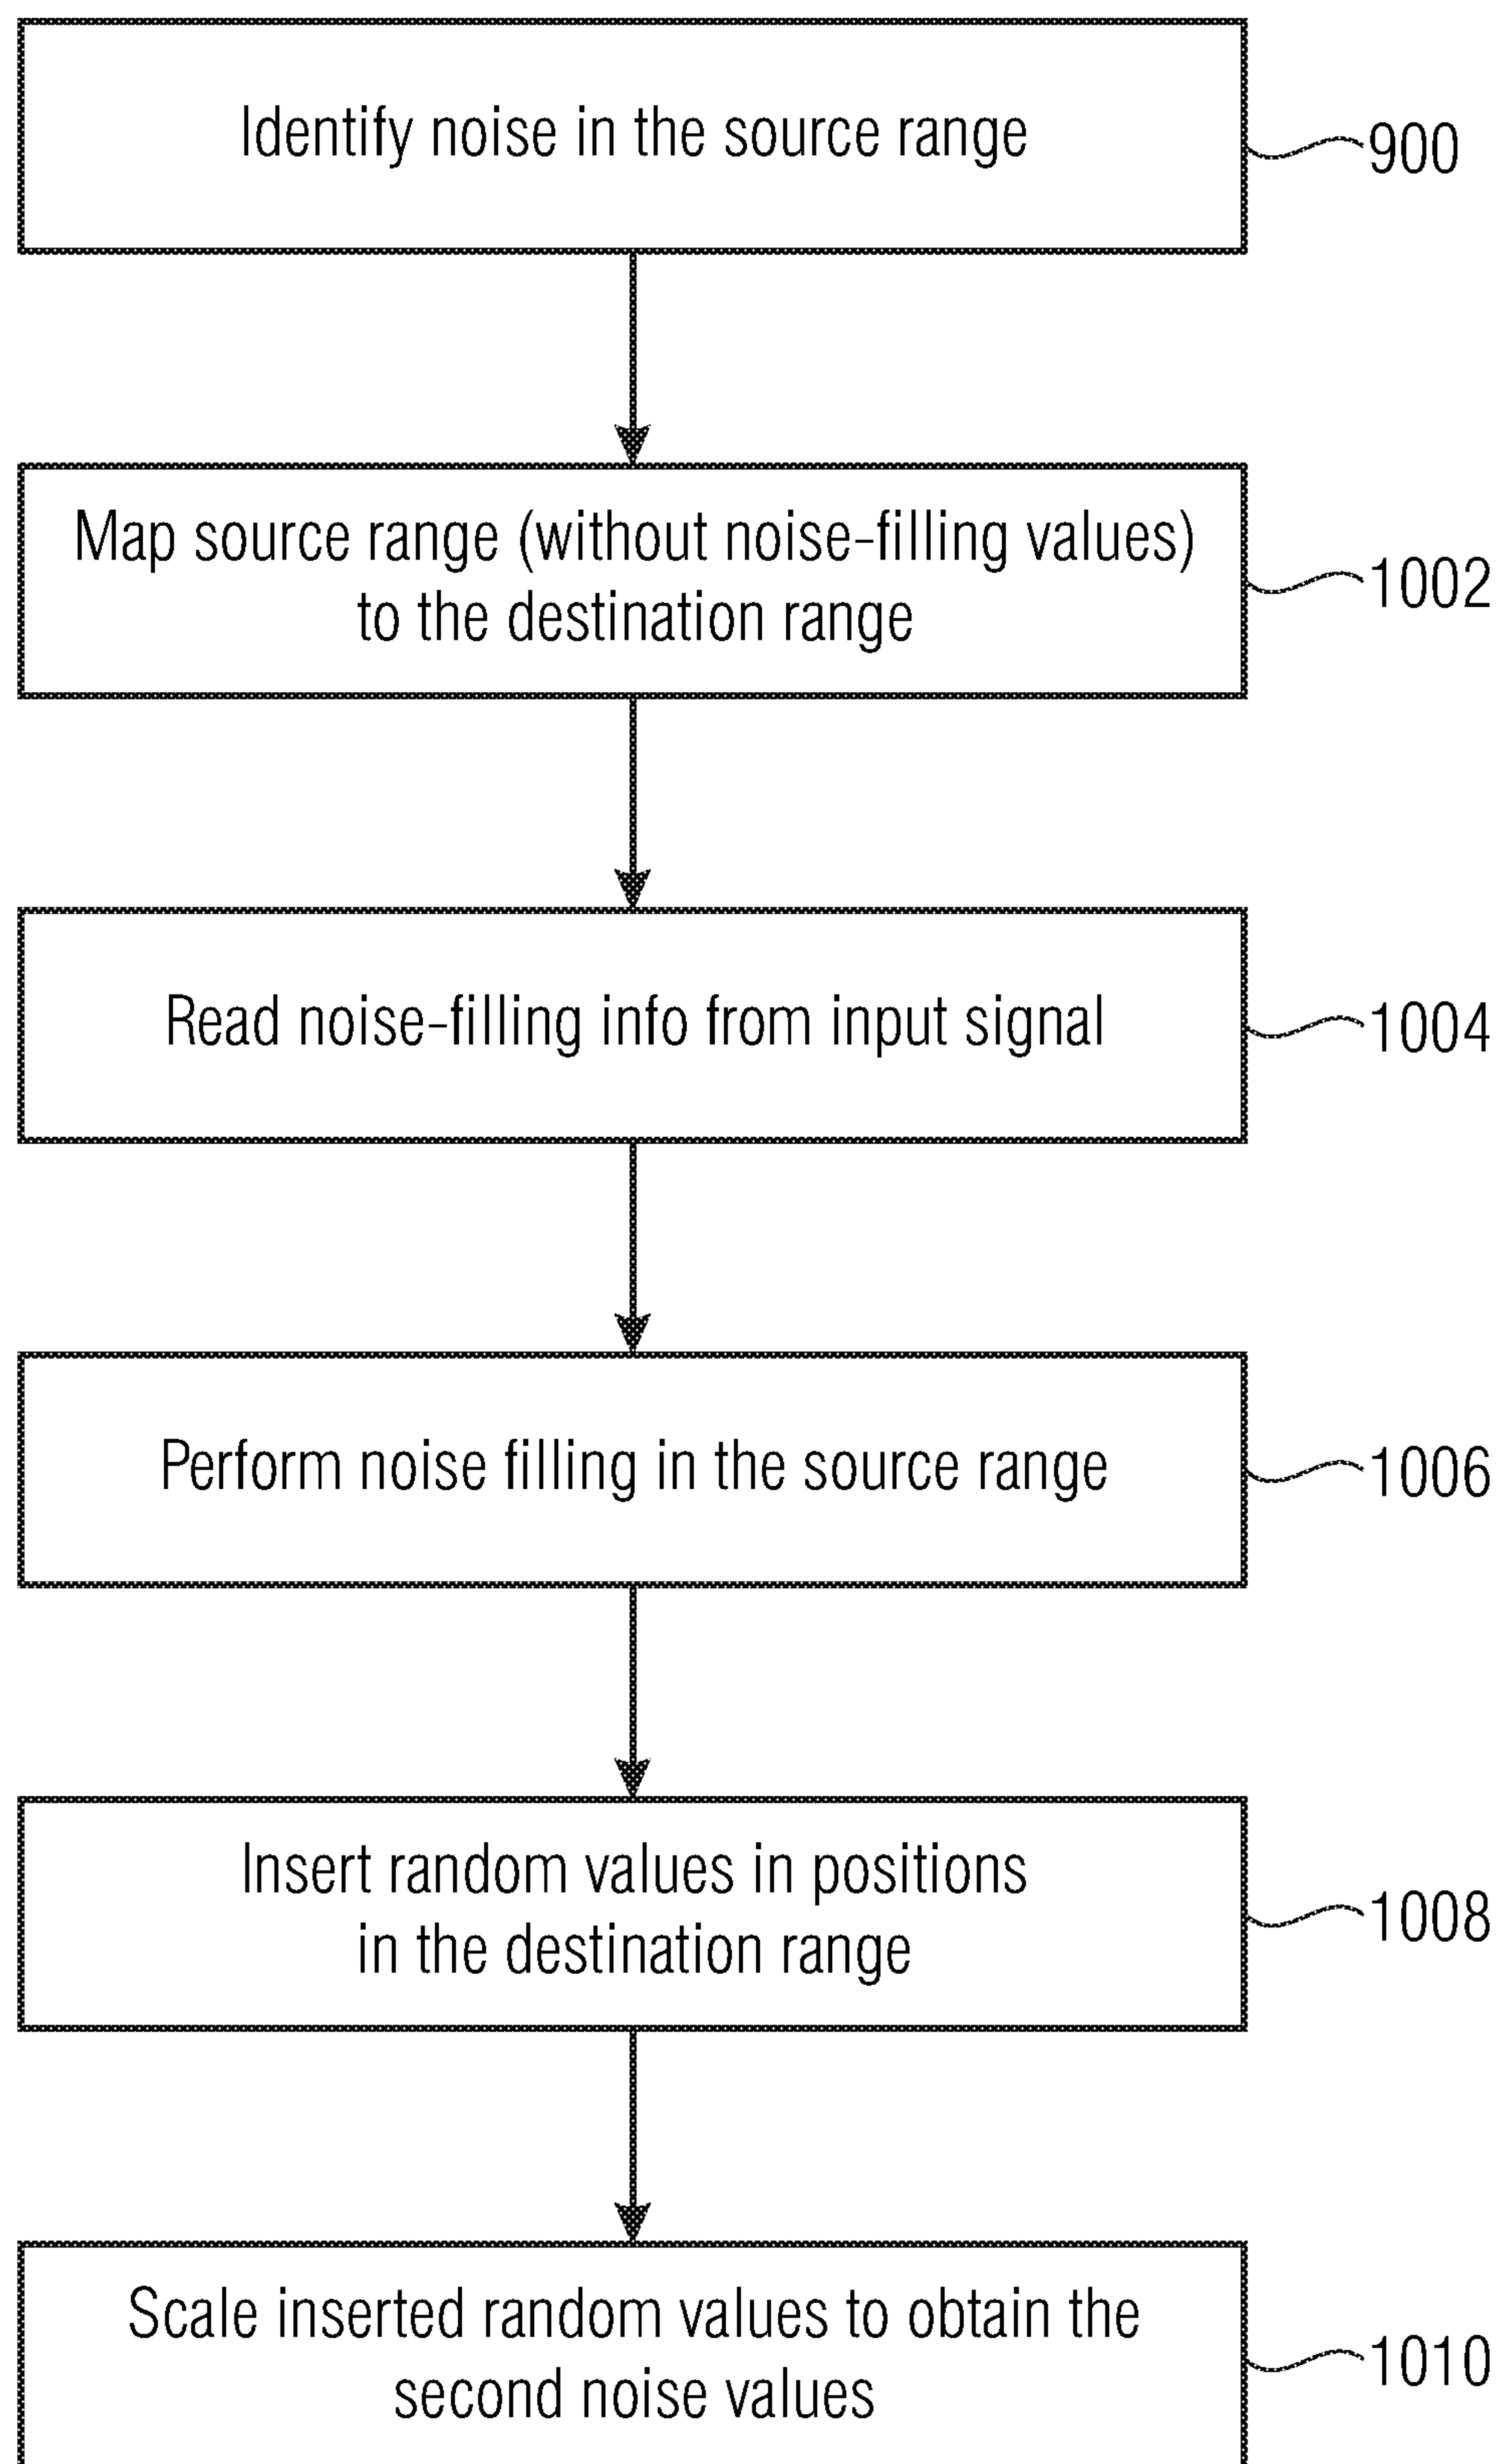 Identify noise in the source range
900
Map source range (without noise-filling values)
to the destination range
1002
Read noise-filling info from input signal
1004
Perform noise filling in the source range
1006
Insert random values in positions
in the destination range
1008
Scale inserted random values to obtain the
second noise values
1010